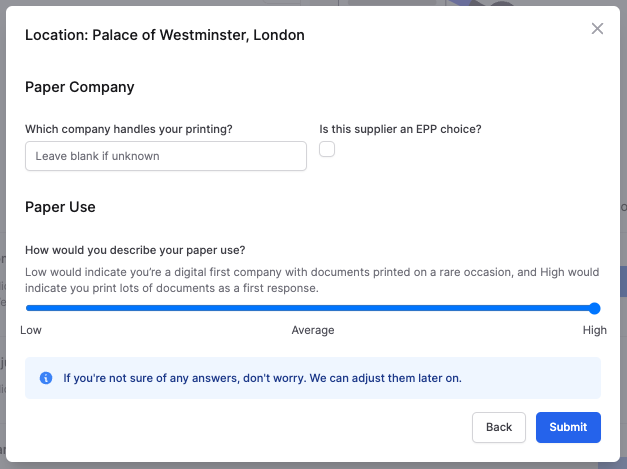 Location: Palace of Westminster, London
Paper Company
Which company handles your printing?
Is this supplier an EPP choice?
Leave blank if unknown
Paper Use
How would you describe your paper use?
Low would indicate you're a digital first company with documents printed on a rare occasion, and High would
indicate you print lots of documents as a first response.
Low
Average
High
If you're not sure of any answers, don't worry. We can adjust them later on.
Back
Submit